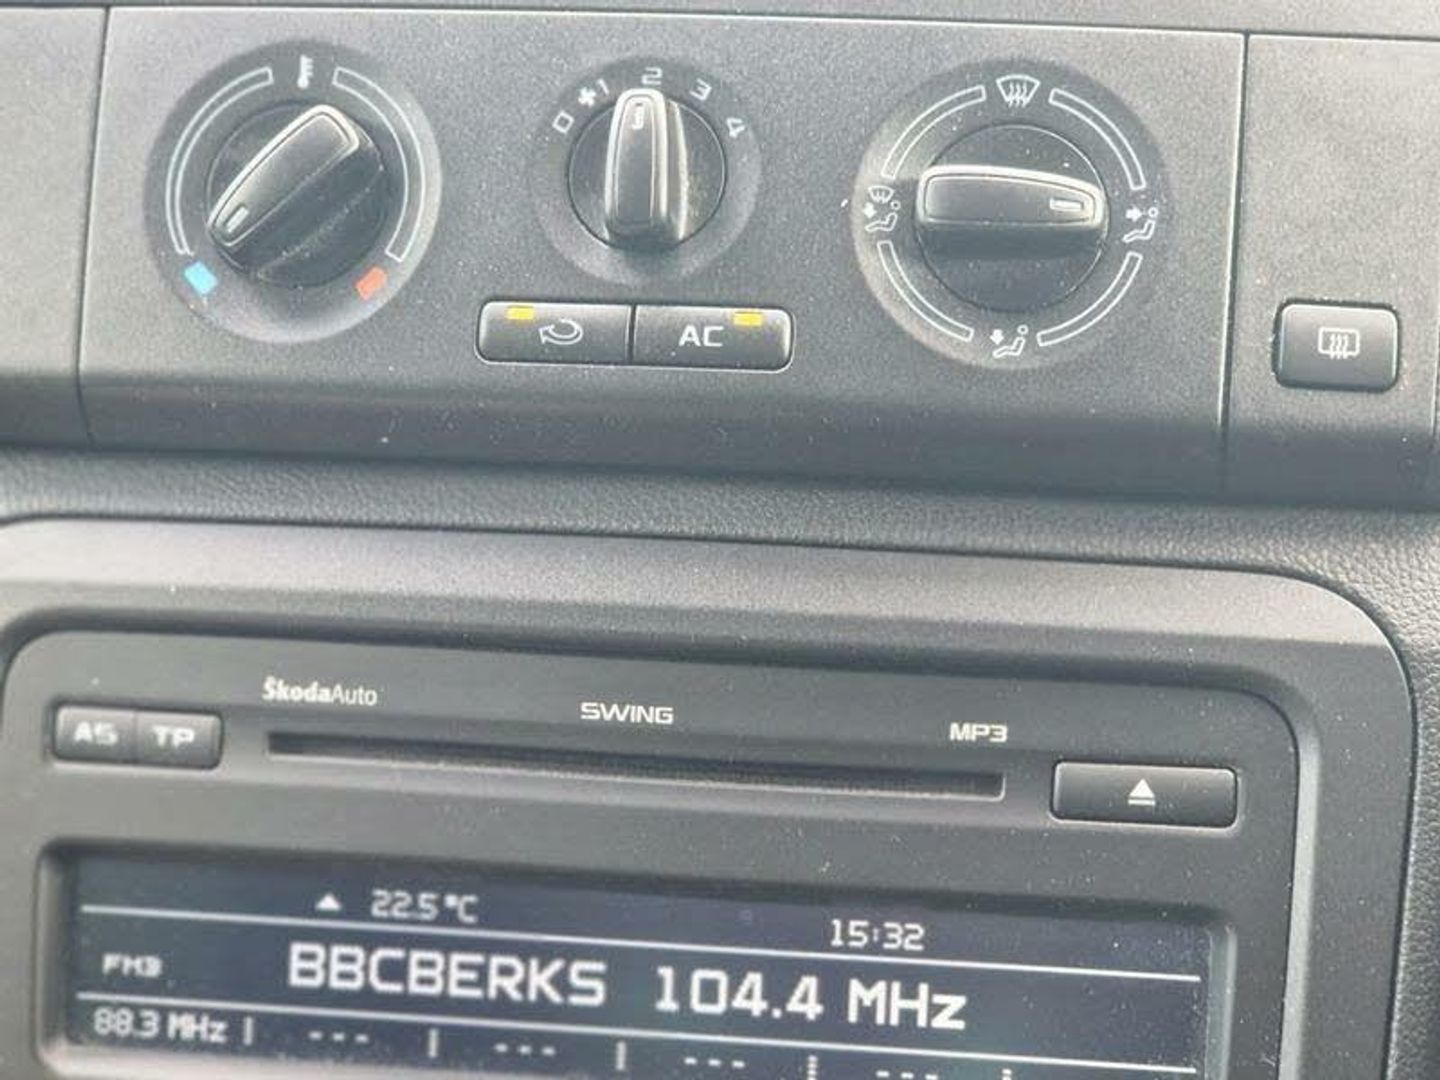 0 1 2 3 4
AC
AS TP ŠkodaAuto SWING MP3
22.5°C 15:32
FM3 BBCBERKS 104.4 MHz
88.3 MHz | --- | --- | --- | --- |